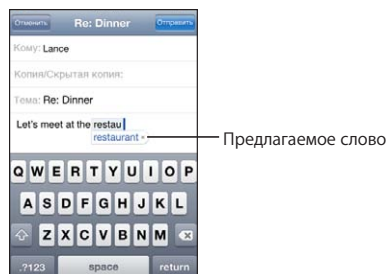 Отменить Re: Dinner Отправить
Кому: Lance
Копия/Скрытая копия:
Тема: Re: Dinner
Let's meet at the restau
restaurant ×
Предлагаемое слово
Q W E R T Y U I O P
A S D F G H J K L
Z X C V B N M
.?123 space return